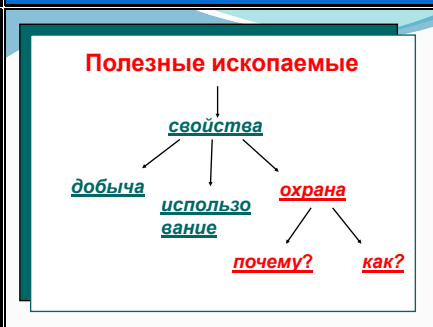 Полезные ископаемые
свойства
добыча
использо
вание
охрана
почему?
как?